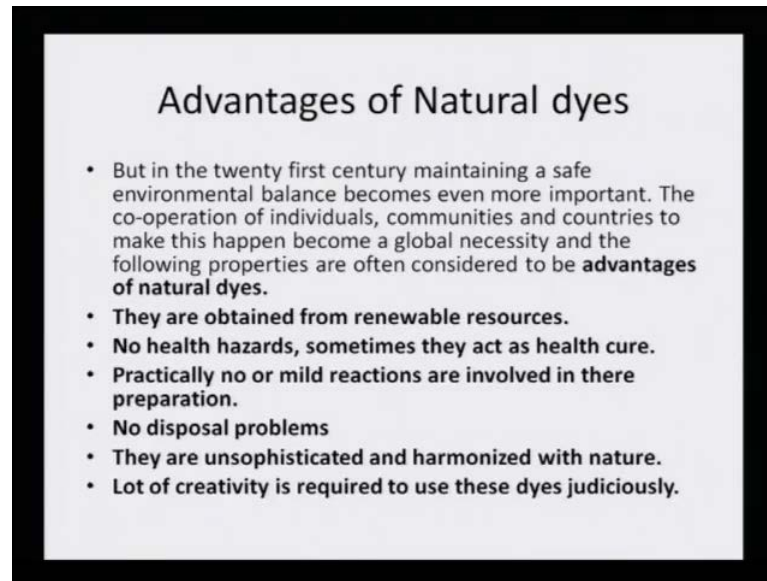 Advantages of Natural dyes
• But in the twenty first century maintaining a safe
environmental balance becomes even more important. The
co-operation of individuals, communities and countries to
make this happen become a global necessity and the
following properties are often considered to be advantages
of natural dyes.
• They are obtained from renewable resources.
• No health hazards, sometimes they act as health cure.
• Practically no or mild reactions are involved in there
preparation.
• No disposal problems
• They are unsophisticated and harmonized with nature.
• Lot of creativity is required to use these dyes judiciously.